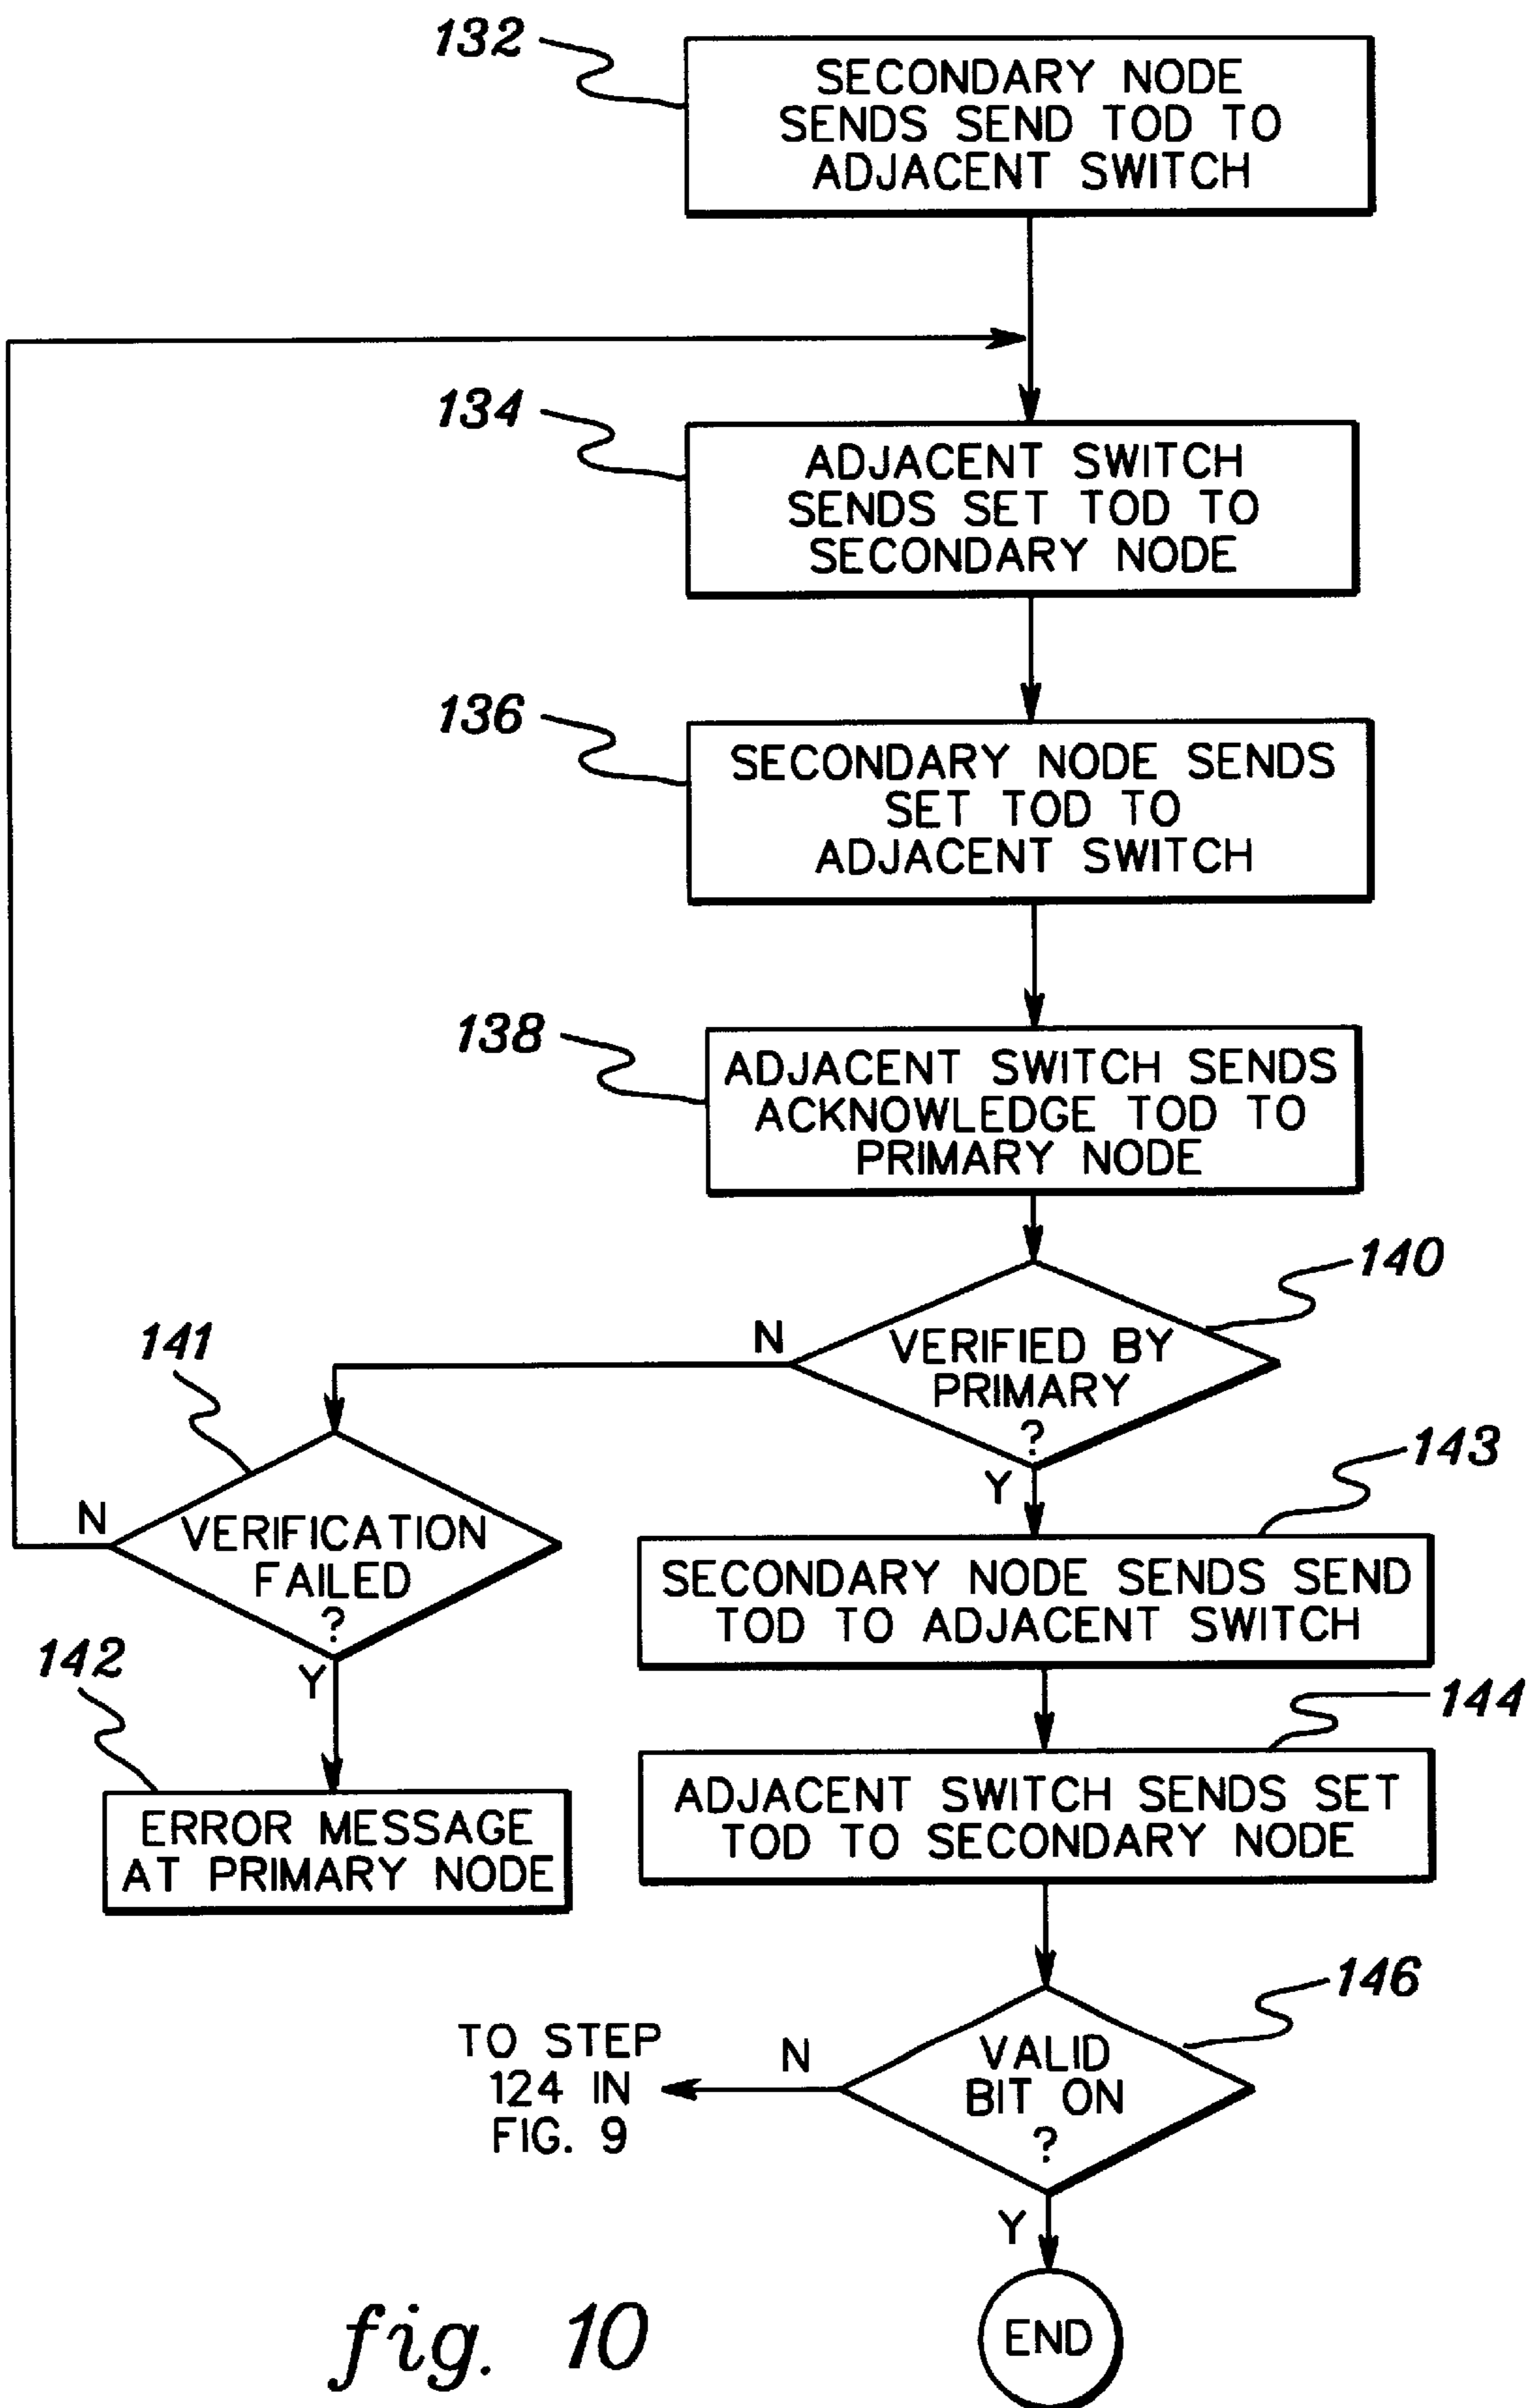 132
SECONDARY NODE
SENDS SEND TOD TO
ADJACENT SWITCH
134
ADJACENT SWITCH
SENDS SET TOD TO
SECONDARY NODE
136
SECONDARY NODE SENDS
SET TOD TO
ADJACENT SWITCH
138
ADJACENT SWITCH SENDS
ACKNOWLEDGE TOD TO
PRIMARY NODE
140
VERIFIED BY
PRIMARY
?
N
Y
141
VERIFICATION
FAILED
?
N
Y
142
ERROR MESSAGE
AT PRIMARY NODE
143
SECONDARY NODE SENDS SEND
TOD TO ADJACENT SWITCH
144
ADJACENT SWITCH SENDS SET
TOD TO SECONDARY NODE
146
VALID
BIT ON
?
N
TO STEP
124 IN
FIG. 9
Y
END
fig. 10